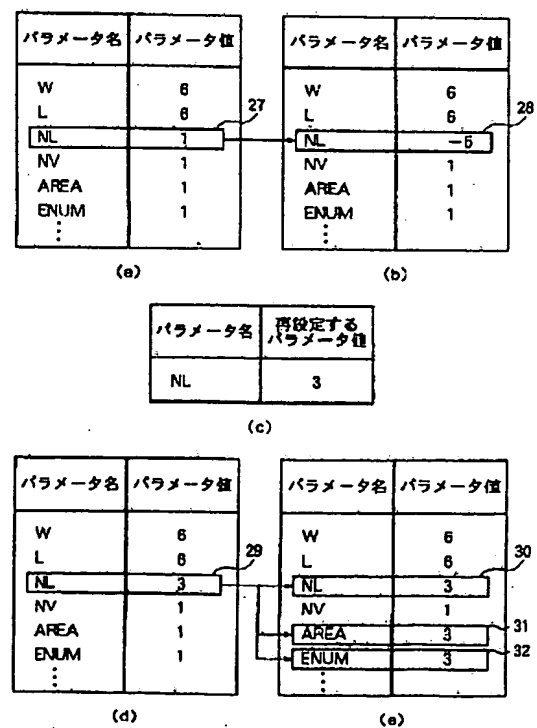 パラメータ名 パラメータ値
W 6
L 6
NL 1
NV 1
AREA 1
ENUM 1
27
(a)
パラメータ名 パラメータ値
W 6
L 6
NL −5
NV 1
AREA 1
ENUM 1
28
(b)
パラメータ名 再設定する
パラメータ値
NL 3
(c)
パラメータ名 パラメータ値
W 6
L 6
NL 3
NV 1
AREA 1
ENUM 1
29
(d)
パラメータ名 パラメータ値
W 6
L 6
NL 3
NV 1
AREA 3
ENUM 3
30
31
32
(e)